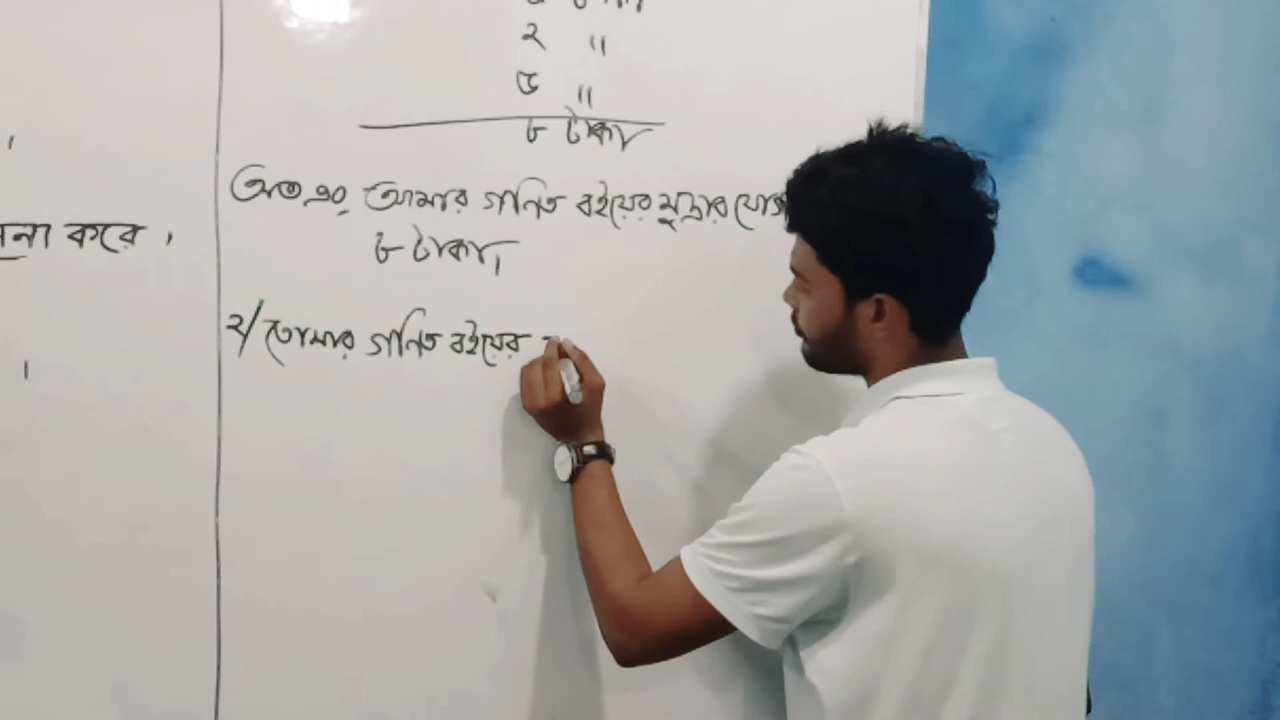 করে ,
২ "
৫ "
৮ টাকা
অতএব, আমার গনিত বইয়ের মুদ্রার
৮ টাকা।
২/ তোমার গনিত বইয়ের